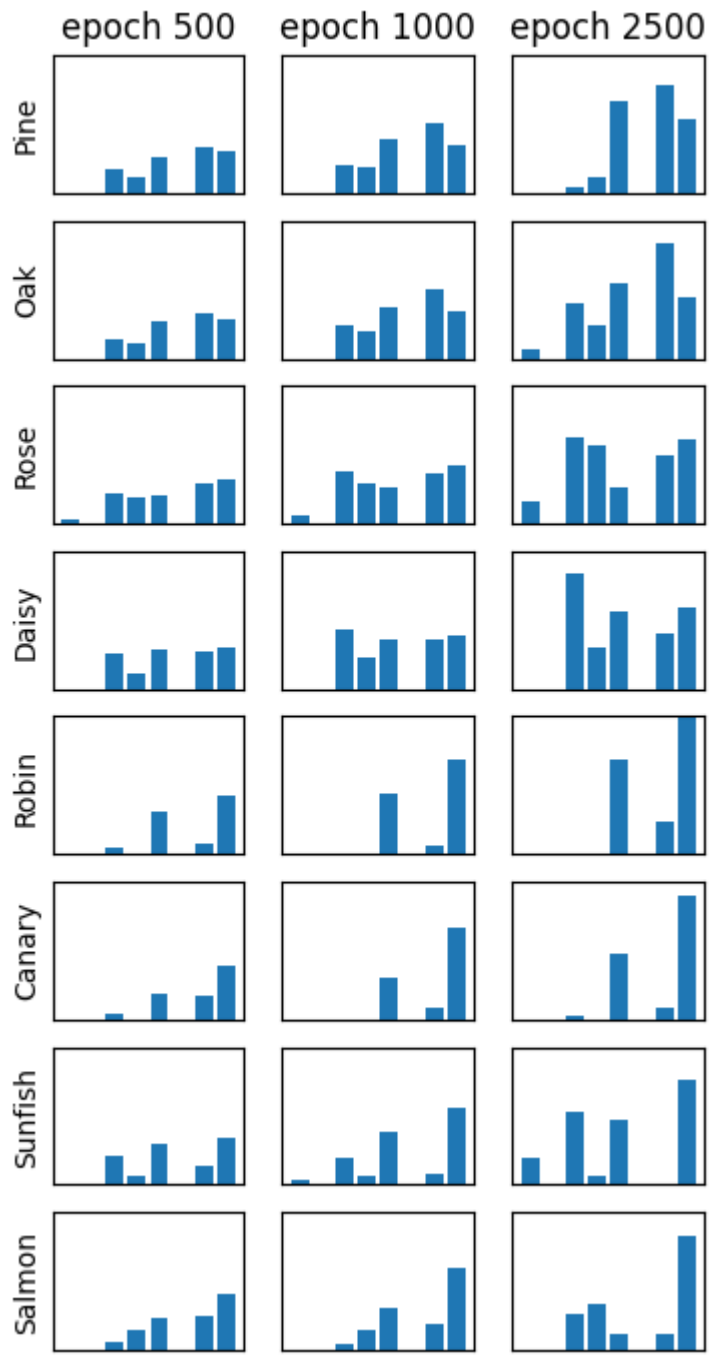 epoch 500 epoch 1000 epoch 2500
Pine
Oak
Rose
Daisy
Robin
Canary
Sunfish
Salmon